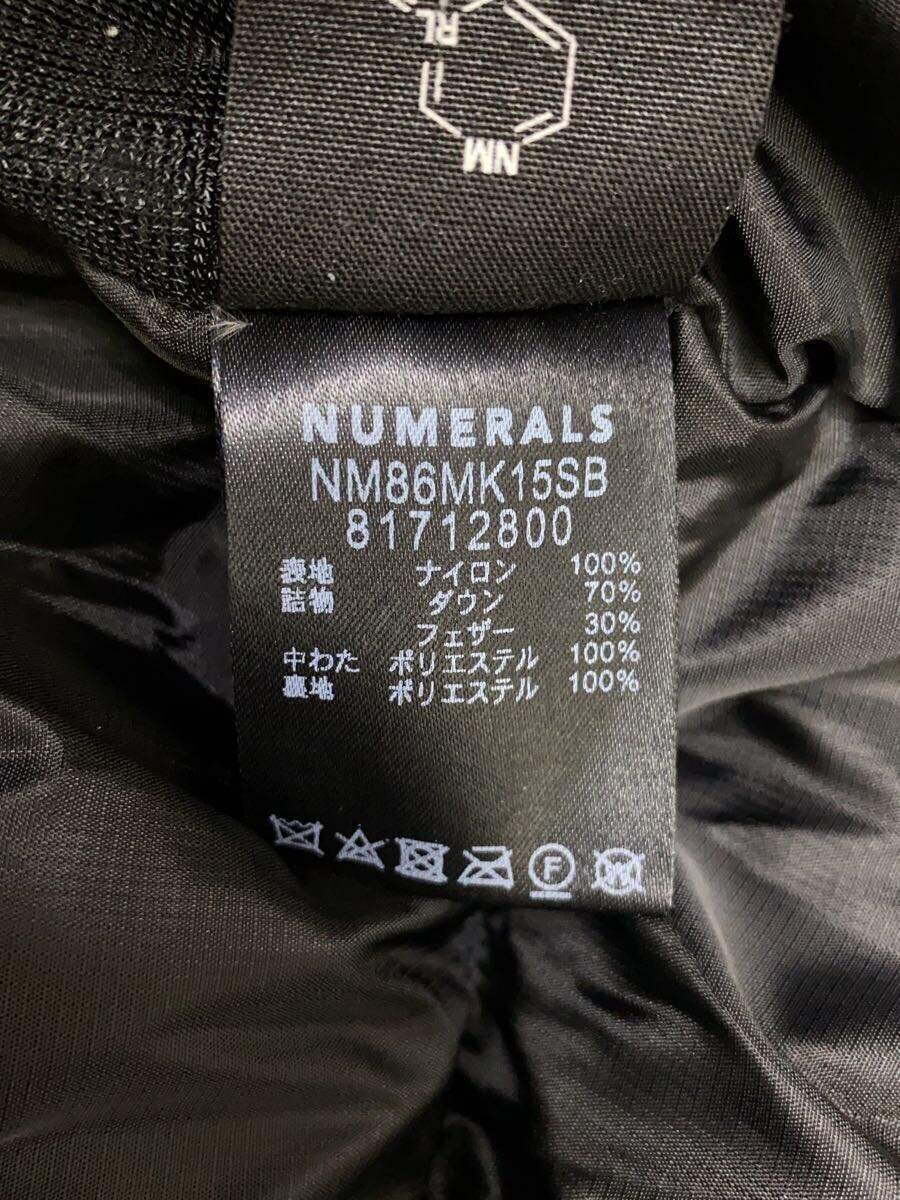 RL
NM
NUMERALS
NM86MK15SB
81712800
表地 ナイロン 100%
詰物 ダウン 70%
フェザー 30%
中わた ポリエステル 100%
裏地 ポリエステル 100%
F W